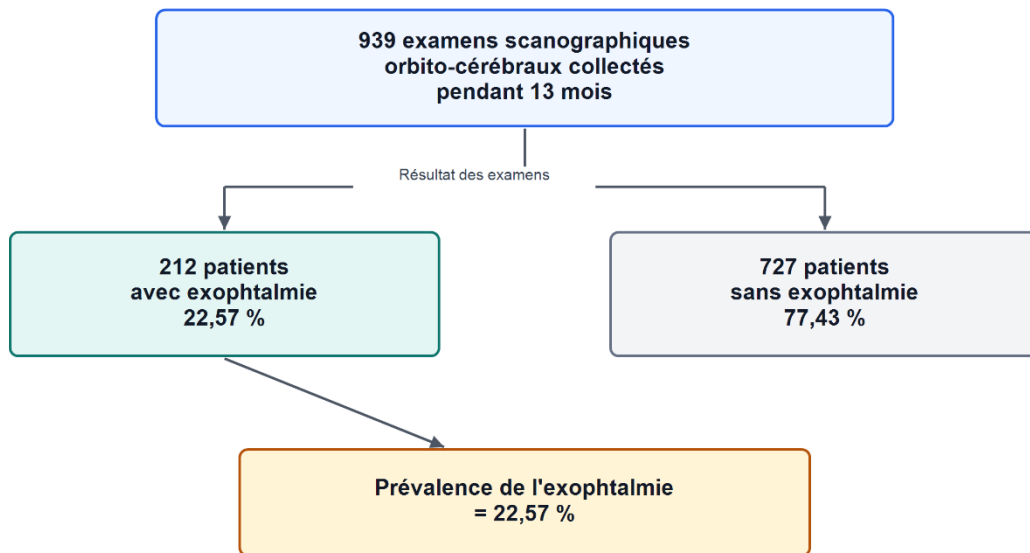 939 examens scanographiques
orbito-cérébraux collectés
pendant 13 mois
Résultat des examens
212 patients
avec exophtalmie
22,57 %
727 patients
sans exophtalmie
77,43 %
Prévalence de l'exophtalmie
= 22,57 %